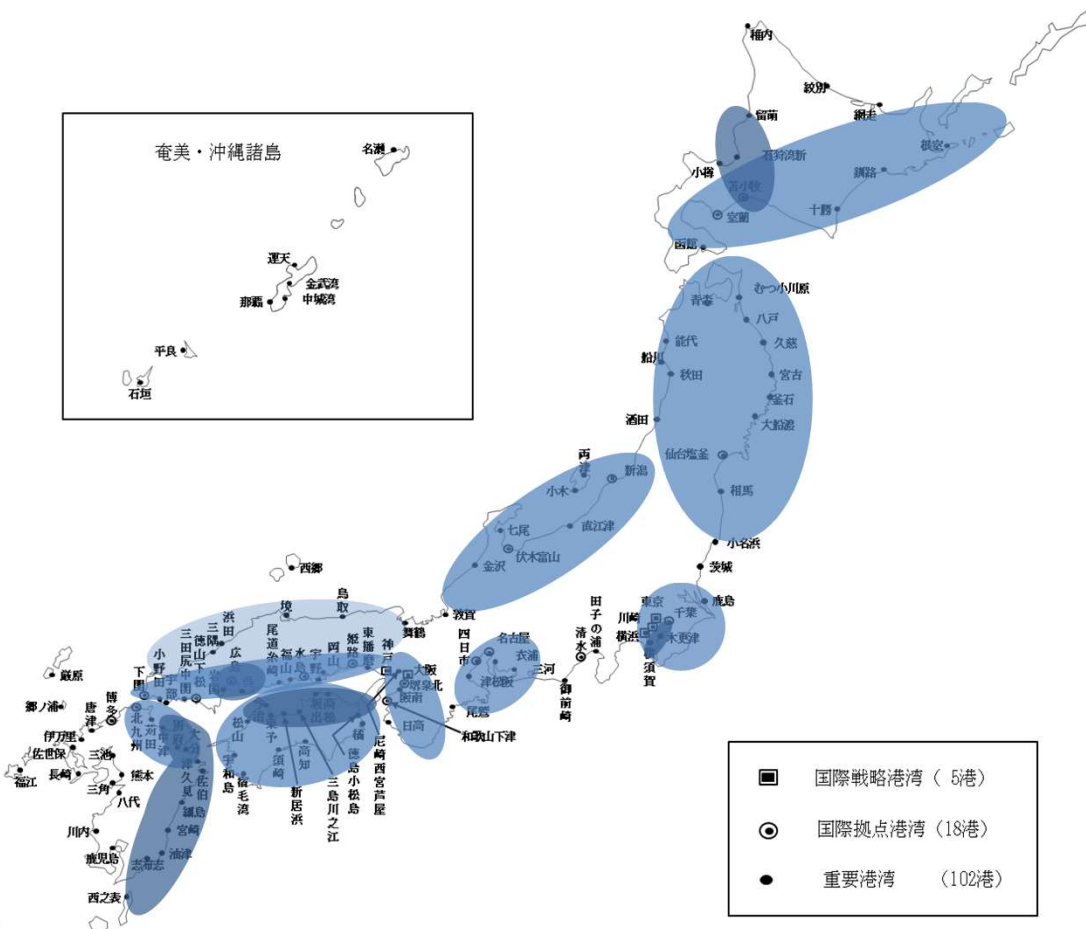 奄美・沖縄諸島
名瀬
運天
金武湾
中城湾
那覇
平良
石垣
稚内
紋別
網走
留萌
石狩湾新
小樽
苫小牧
室蘭
函館
根室
釧路
十勝
青森
むつ小川原
八戸
久慈
宮古
釜石
大船渡
能代
船川
秋田
酒田
仙台塩釜
相馬
小名浜
茨城
鹿島
両津
小木
新潟
直江津
七尾
伏木富山
金沢
敦賀
舞鶴
西郷
東京
千葉
川崎
横浜
木更津
須賀
田子の浦
清水
御前崎
三河
衣浦
名古屋
四日市
津松阪
尾鷲
鳥取
境
浜田
三隅
神戸
東播磨
姫路
岡山
宇野
水島
福山
尾道糸崎
広島
徳山下松
三田尻中関
宇部
小野田
下関
大阪
堺泉北
阪南
日高
和歌山下津
尼崎西宮芦屋
徳島小松島
橘
三島川之江
新居浜
高松
坂出
高知
須崎
東予
松山
宇和島
宿毛湾
北九州
苅田
中津
別府
大分
津久見
佐伯
細島
宮崎
油津
志布志
西之表
鹿児島
川内
八代
熊本
三角
三池
長崎
佐世保
福江
伊万里
唐津
博多
郷ノ浦
厳原
国際戦略港湾（ 5港）
国際拠点港湾（18港）
重要港湾　　（102港）